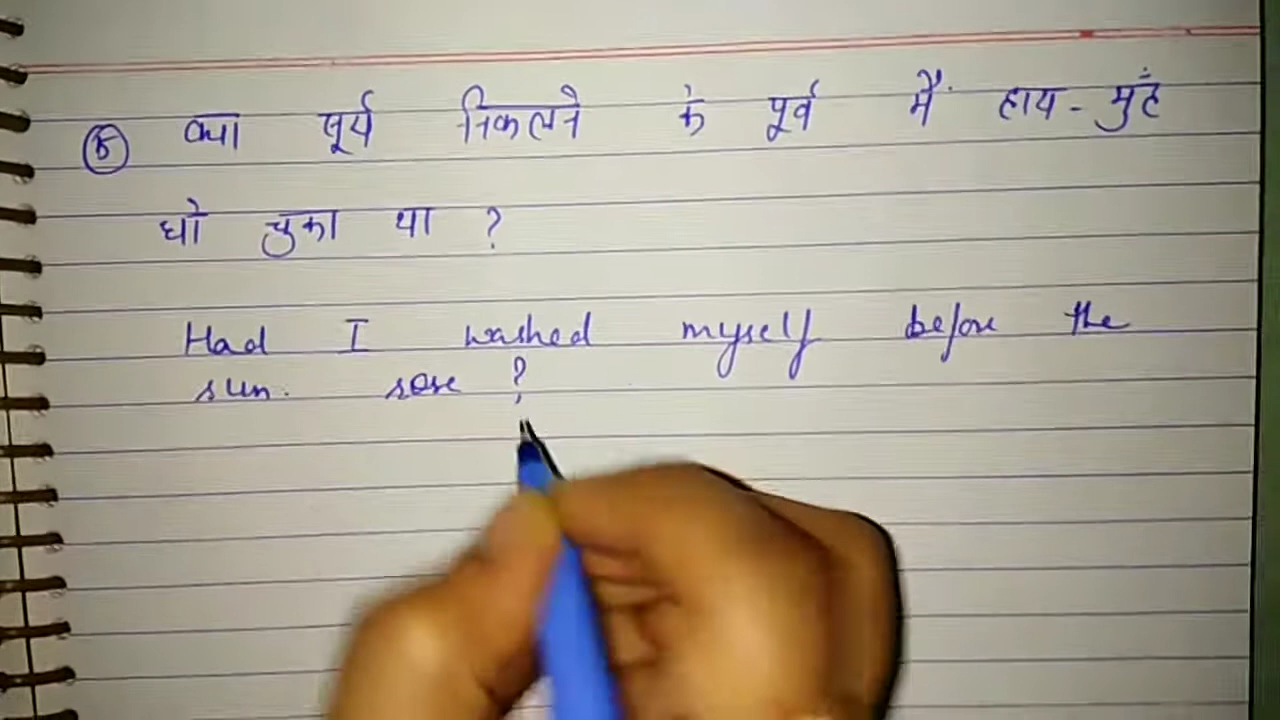 (5) क्या सूर्य निकलने के पूर्व मैं हाथ-मुँह
धो चुका था ?
Had I washed myself before the
sun. rose ?